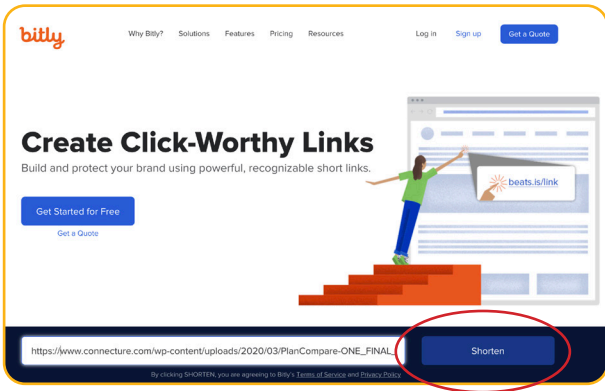 bitly
Why Bitly? Solutions Features Pricing Resources Log in Sign up Get a Quote
Create Click-Worthy Links
Build and protect your brand using powerful, recognizable short links.
beats.is/link
Get Started for Free
Get a Quote
https://www.connecture.com/wp-content/uploads/2020/03/PlanCompare-ONE_FINAL_
Shorten
By clicking SHORTEN, you are agreeing to Bitly's Terms of Service and Privacy Policy